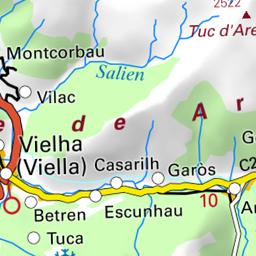 2522
Tuc d'Are
Montcorbau
Salien
Vilac
e d e A r
Vielha
(Viella)
Casarilh
Garòs
C2
Betren
Escunhau
10
Tuca